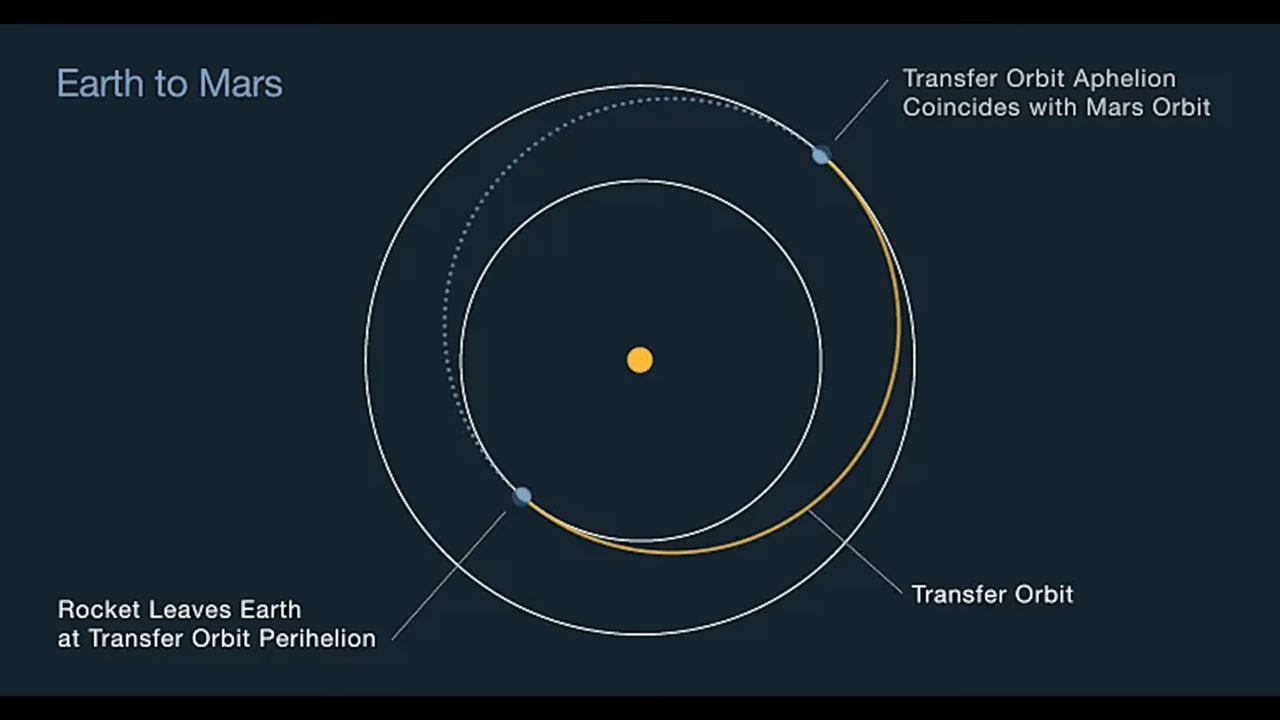 Earth to Mars
Transfer Orbit Aphelion
Coincides with Mars Orbit
Rocket Leaves Earth
at Transfer Orbit Perihelion
Transfer Orbit